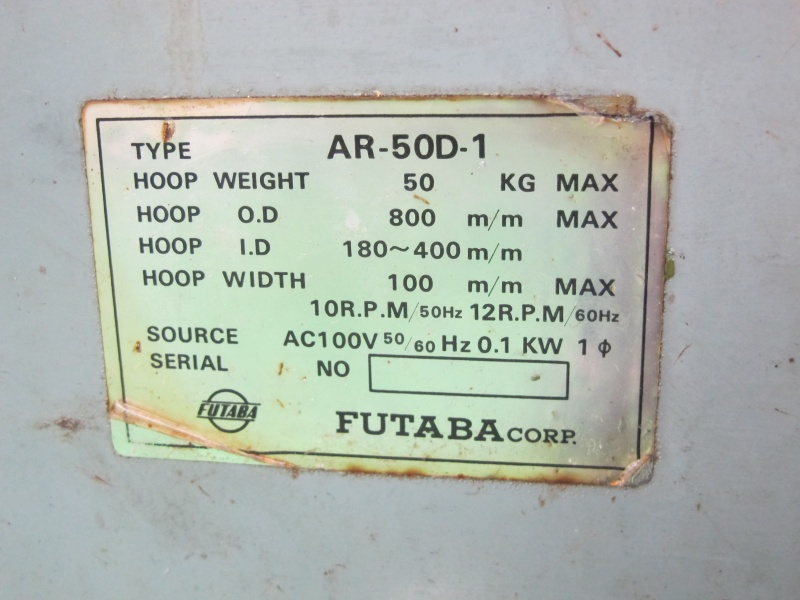 TYPE AR-50D-1
HOOP WEIGHT 50 KG MAX
HOOP O.D 800 m/m MAX
HOOP I.D 180~400 m/m
HOOP WIDTH 100 m/m MAX
10R.P.M/50Hz 12R.P.M/60Hz
SOURCE AC100V 50/60 Hz 0.1 KW 1 ϕ
SERIAL NO
FUTABA FUTABA CORP.